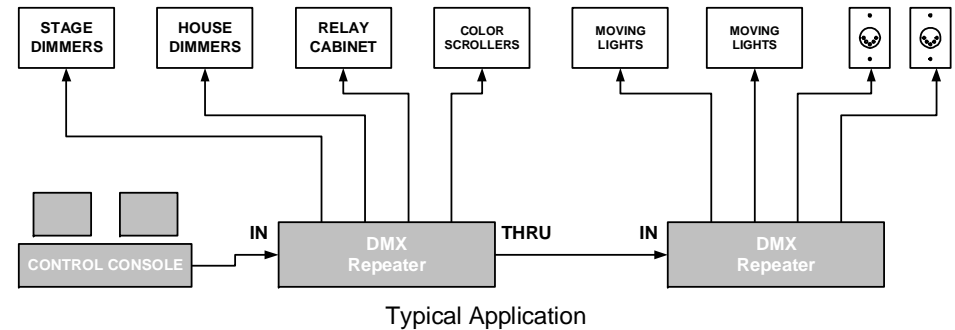 STAGE
DIMMERS
HOUSE
DIMMERS
RELAY
CABINET
COLOR
SCROLLERS
MOVING
LIGHTS
MOVING
LIGHTS
CONTROL CONSOLE
IN
DMX
Repeater
THRU
IN
DMX
Repeater
Typical Application